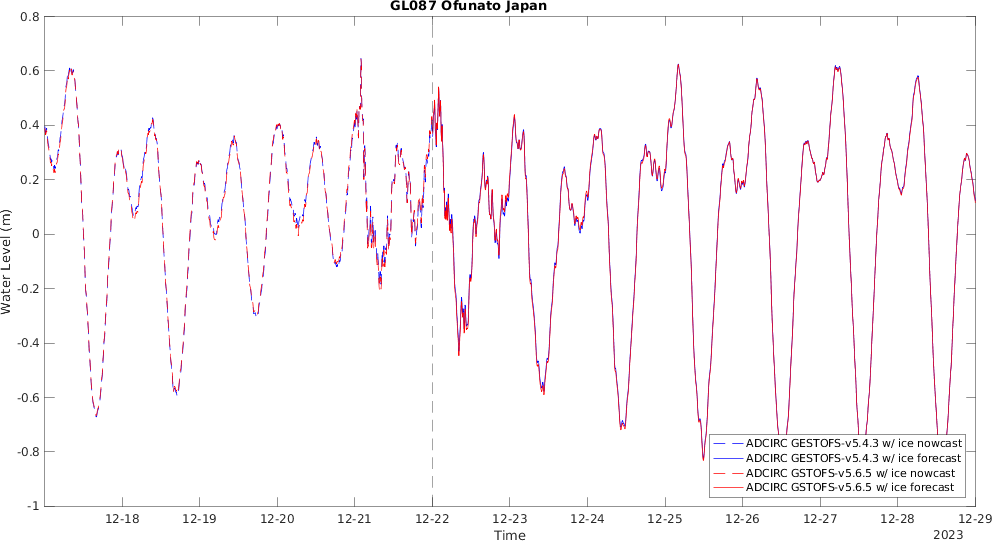 GL087 Ofunato Japan
0.8
0.6
0.4
0.2
0
-0.2
-0.4
-0.6
-0.8
-1
Water Level (m)
ADCIRC GESTOFS-v5.4.3 w/ ice nowcast
ADCIRC GESTOFS-v5.4.3 w/ ice forecast
ADCIRC GSTOFS-v5.6.5 w/ ice nowcast
ADCIRC GSTOFS-v5.6.5 w/ ice forecast
12-18 12-19 12-20 12-21 12-22 12-23 12-24 12-25 12-26 12-27 12-28 12-29
Time
2023